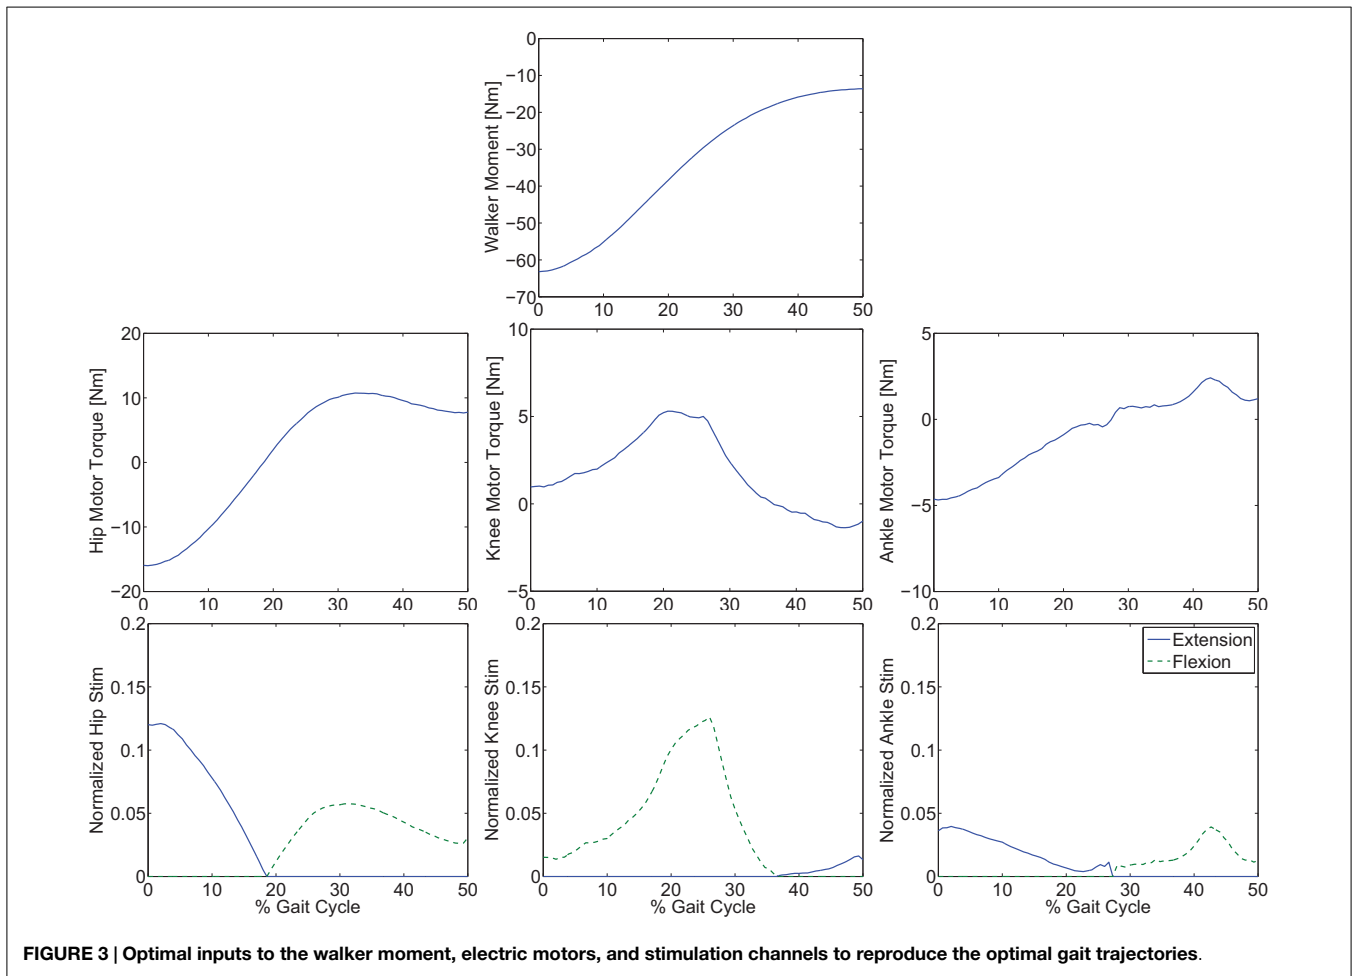 0
−10
−20
−30
−40
−50
−60
−70
Walker Moment [Nm]
0 10 20 30 40 50
20
10
0
−10
−20
Hip Motor Torque [Nm]
0 10 20 30 40 50
10
5
0
−5
Knee Motor Torque [Nm]
0 10 20 30 40 50
5
0
−5
−10
Ankle Motor Torque [Nm]
0 10 20 30 40 50
0.2
0.15
0.1
0.05
0
Normalized Hip Stim
0 10 20 30 40 50
% Gait Cycle
0.2
0.15
0.1
0.05
0
Normalized Knee Stim
0 10 20 30 40 50
% Gait Cycle
0.2
0.15
0.1
0.05
0
Normalized Ankle Stim
Extension
Flexion
0 10 20 30 40 50
% Gait Cycle
FIGURE 3 | Optimal inputs to the walker moment, electric motors, and stimulation channels to reproduce the optimal gait trajectories.